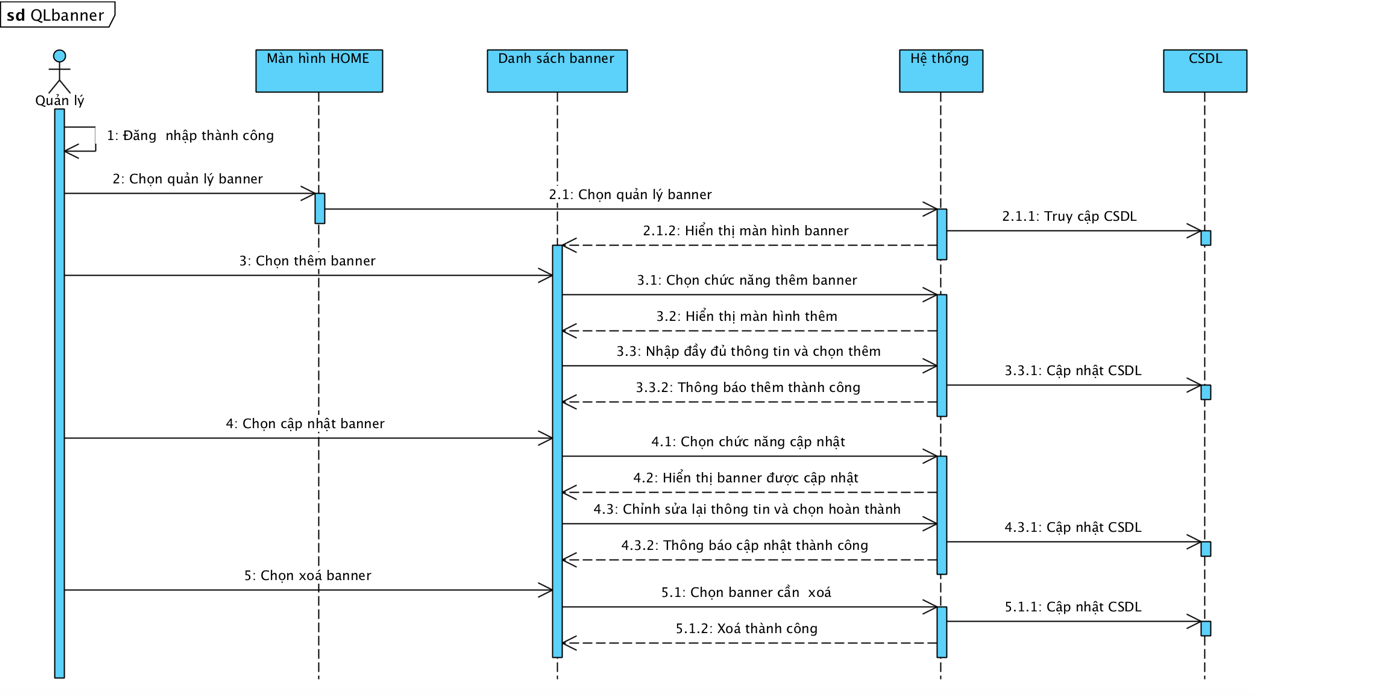 sd QLbanner
Quản lý
Màn hình HOME
Danh sách banner
Hệ thống
CSDL
1: Đăng  nhập thành công
2: Chọn quản lý banner
2.1: Chọn quản lý banner
2.1.1: Truy cập CSDL
2.1.2: Hiển thị màn hình banner
3: Chọn thêm banner
3.1: Chọn chức năng thêm banner
3.2: Hiển thị màn hình thêm
3.3: Nhập đầy đủ thông tin và chọn thêm
3.3.1: Cập nhật CSDL
3.3.2: Thông báo thêm thành công
4: Chọn cập nhật banner
4.1: Chọn chức năng cập nhật
4.2: Hiển thị banner được cập nhật
4.3: Chỉnh sửa lại thông tin và chọn hoàn thành
4.3.1: Cập nhật CSDL
4.3.2: Thông báo cập nhật thành công
5: Chọn xoá banner
5.1: Chọn banner cần  xoá
5.1.1: Cập nhật CSDL
5.1.2: Xoá thành công